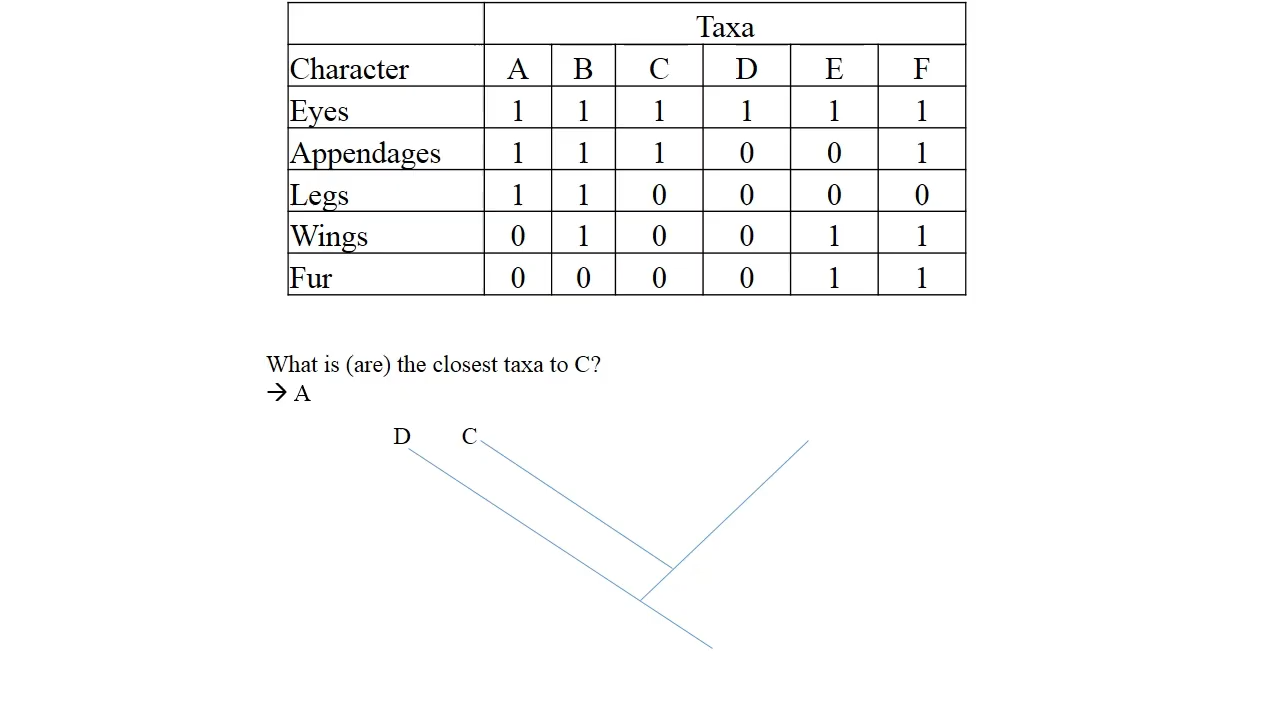 Taxa
Character A B C D E F
Eyes 1 1 1 1 1 1
Appendages 1 1 1 0 0 1
Legs 1 1 0 0 0 0
Wings 0 1 0 0 1 1
Fur 0 0 0 0 1 1
What is (are) the closest taxa to C?
→ A
D C